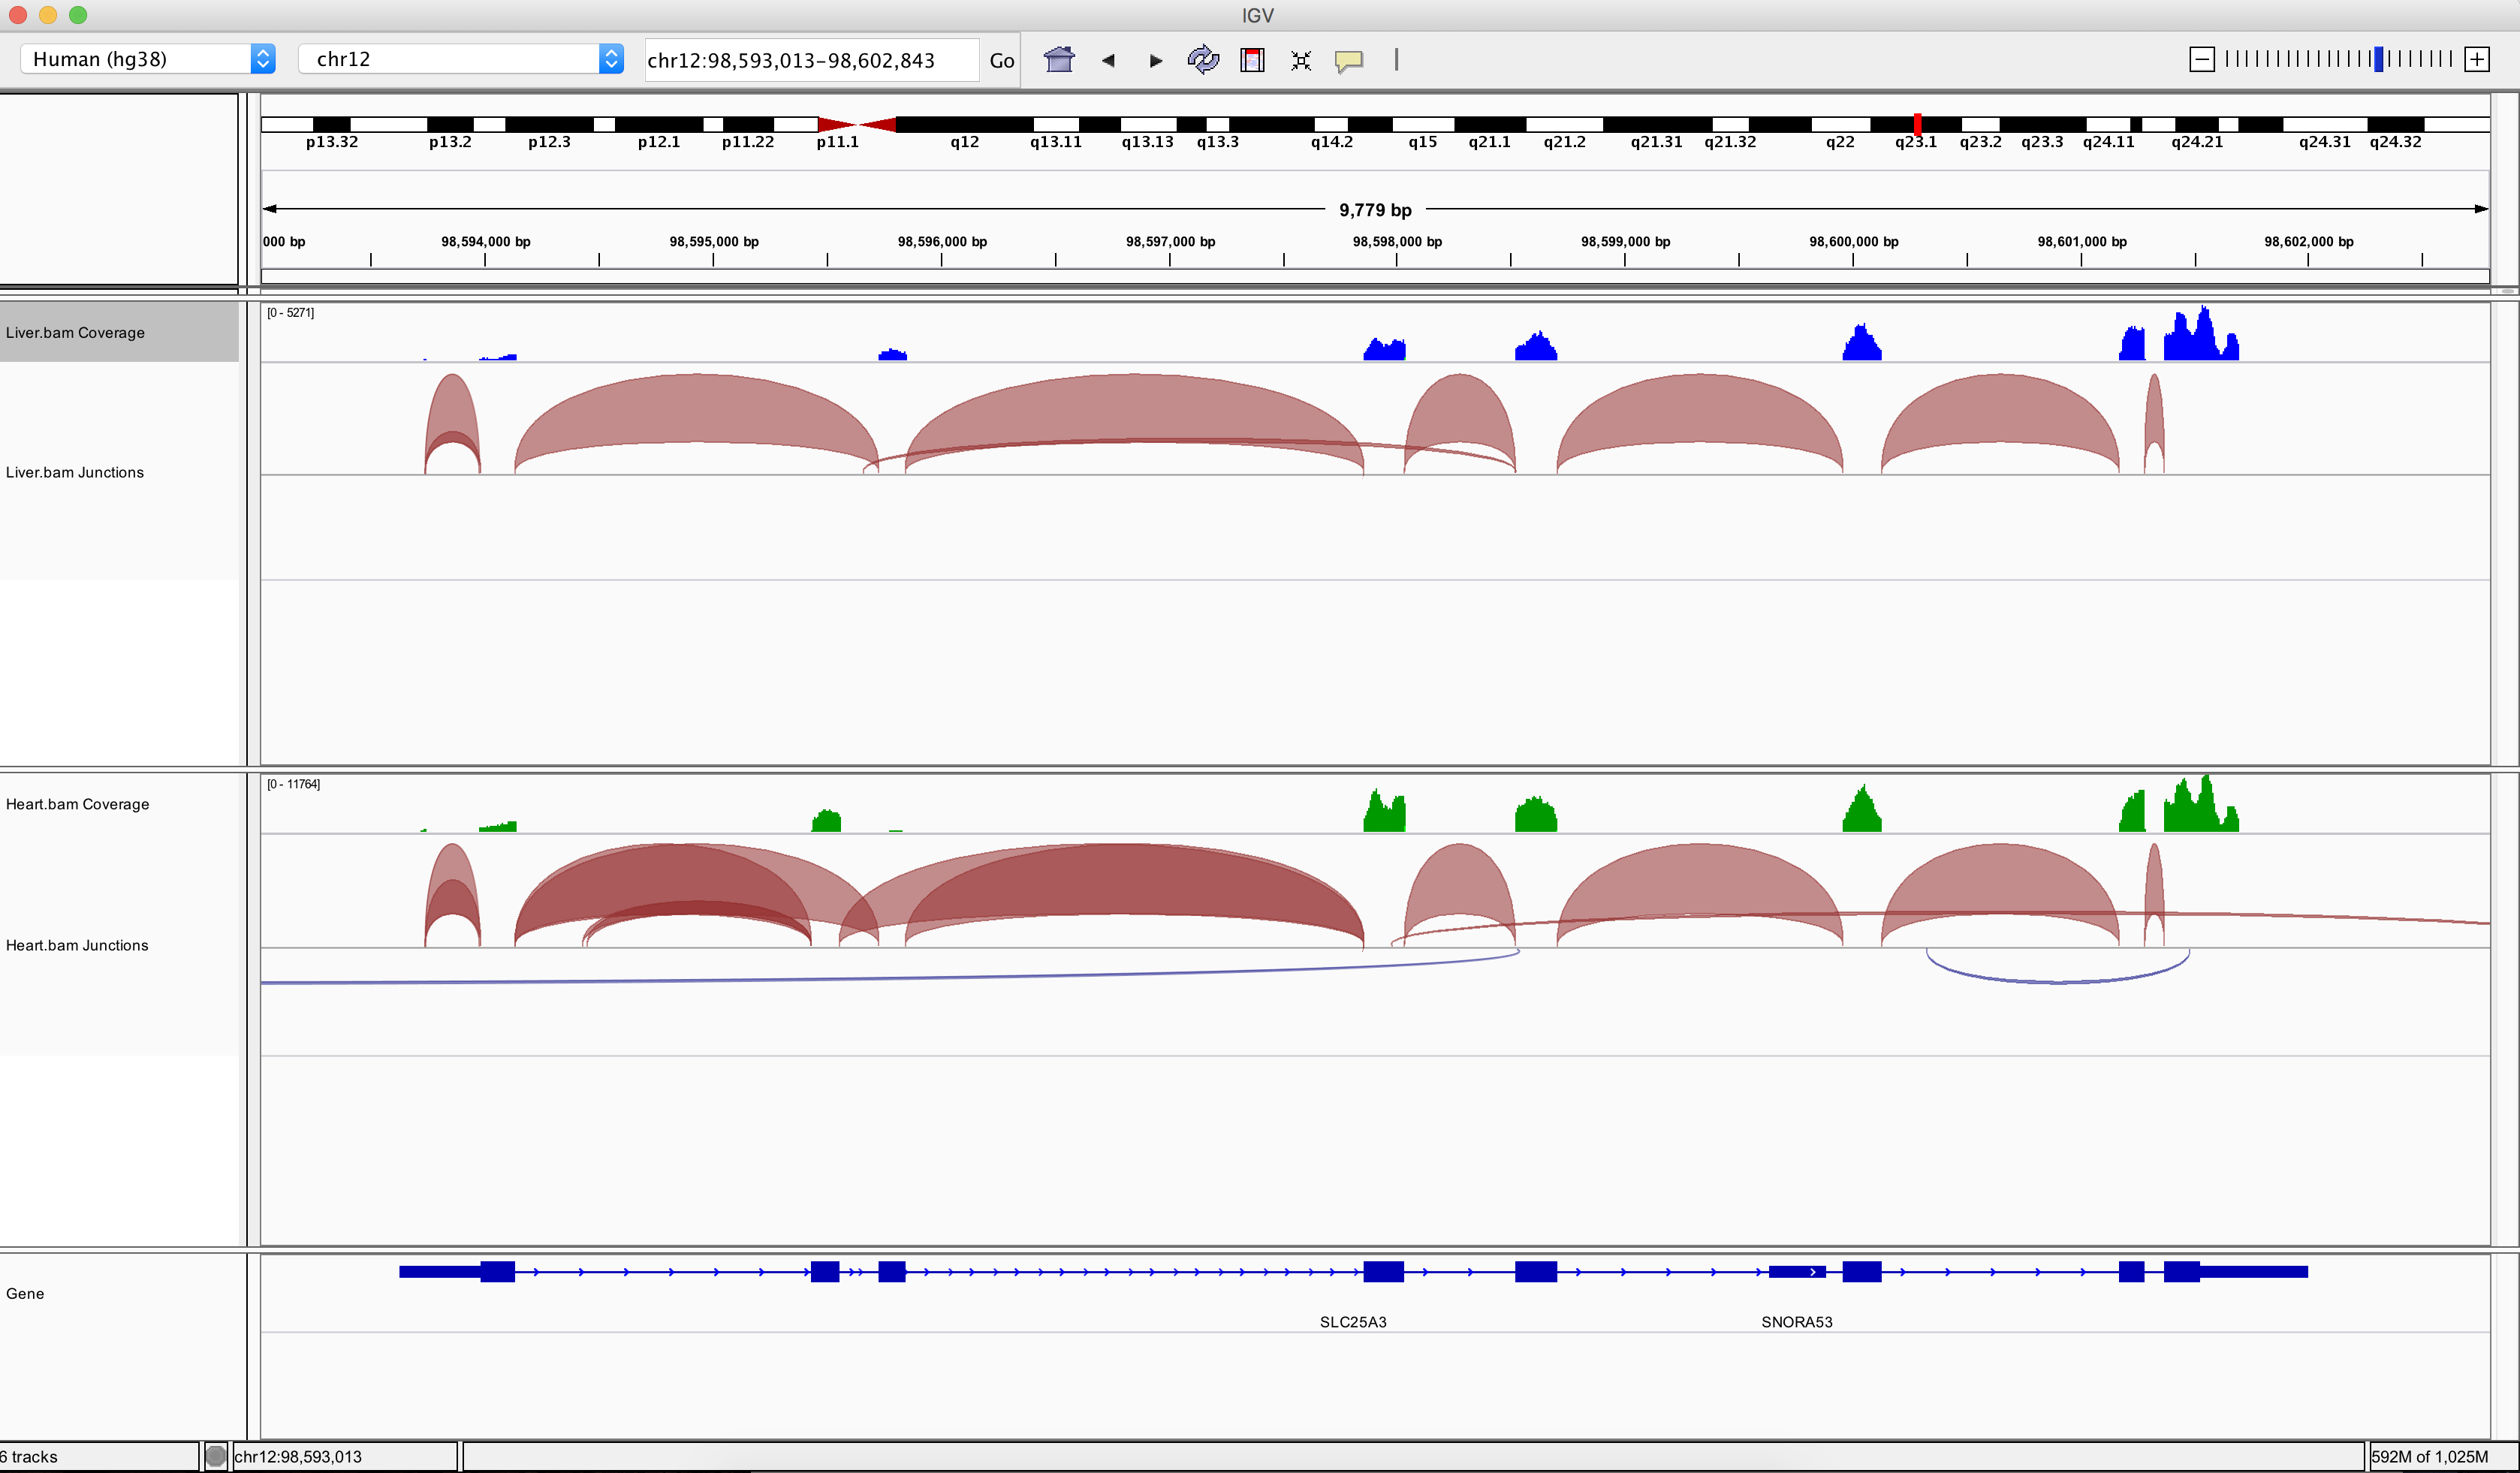 IGV
Human (hg38) chr12 chr12:98,593,013-98,602,843 Go
p13.32 p13.2 p12.3 p12.1 p11.22 p11.1 q12 q13.11 q13.13 q13.3 q14.2 q15 q21.1 q21.2 q21.31 q21.32 q22 q23.1 q23.2 q23.3 q24.11 q24.21 q24.31 q24.32
9,779 bp
000 bp 98,594,000 bp 98,595,000 bp 98,596,000 bp 98,597,000 bp 98,598,000 bp 98,599,000 bp 98,600,000 bp 98,601,000 bp 98,602,000 bp
[0 - 5271]
Liver.bam Coverage
Liver.bam Junctions
[0 - 11764]
Heart.bam Coverage
Heart.bam Junctions
Gene
SLC25A3 SNORA53
6 tracks chr12:98,593,013 592M of 1,025M